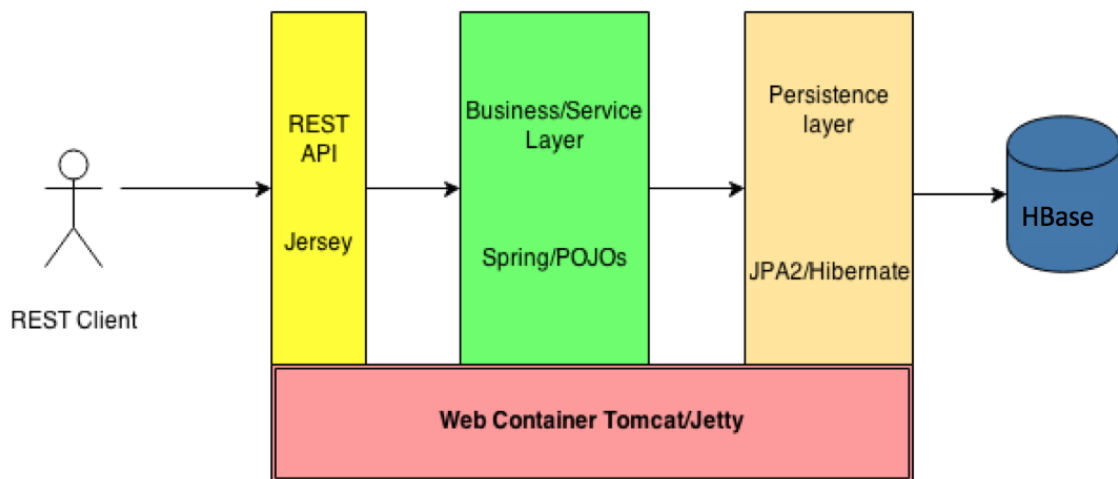 REST Client
REST
API
Jersey
Business/Service
Layer
Spring/POJOs
Persistence
layer
JPA2/Hibernate
HBase
Web Container Tomcat/Jetty